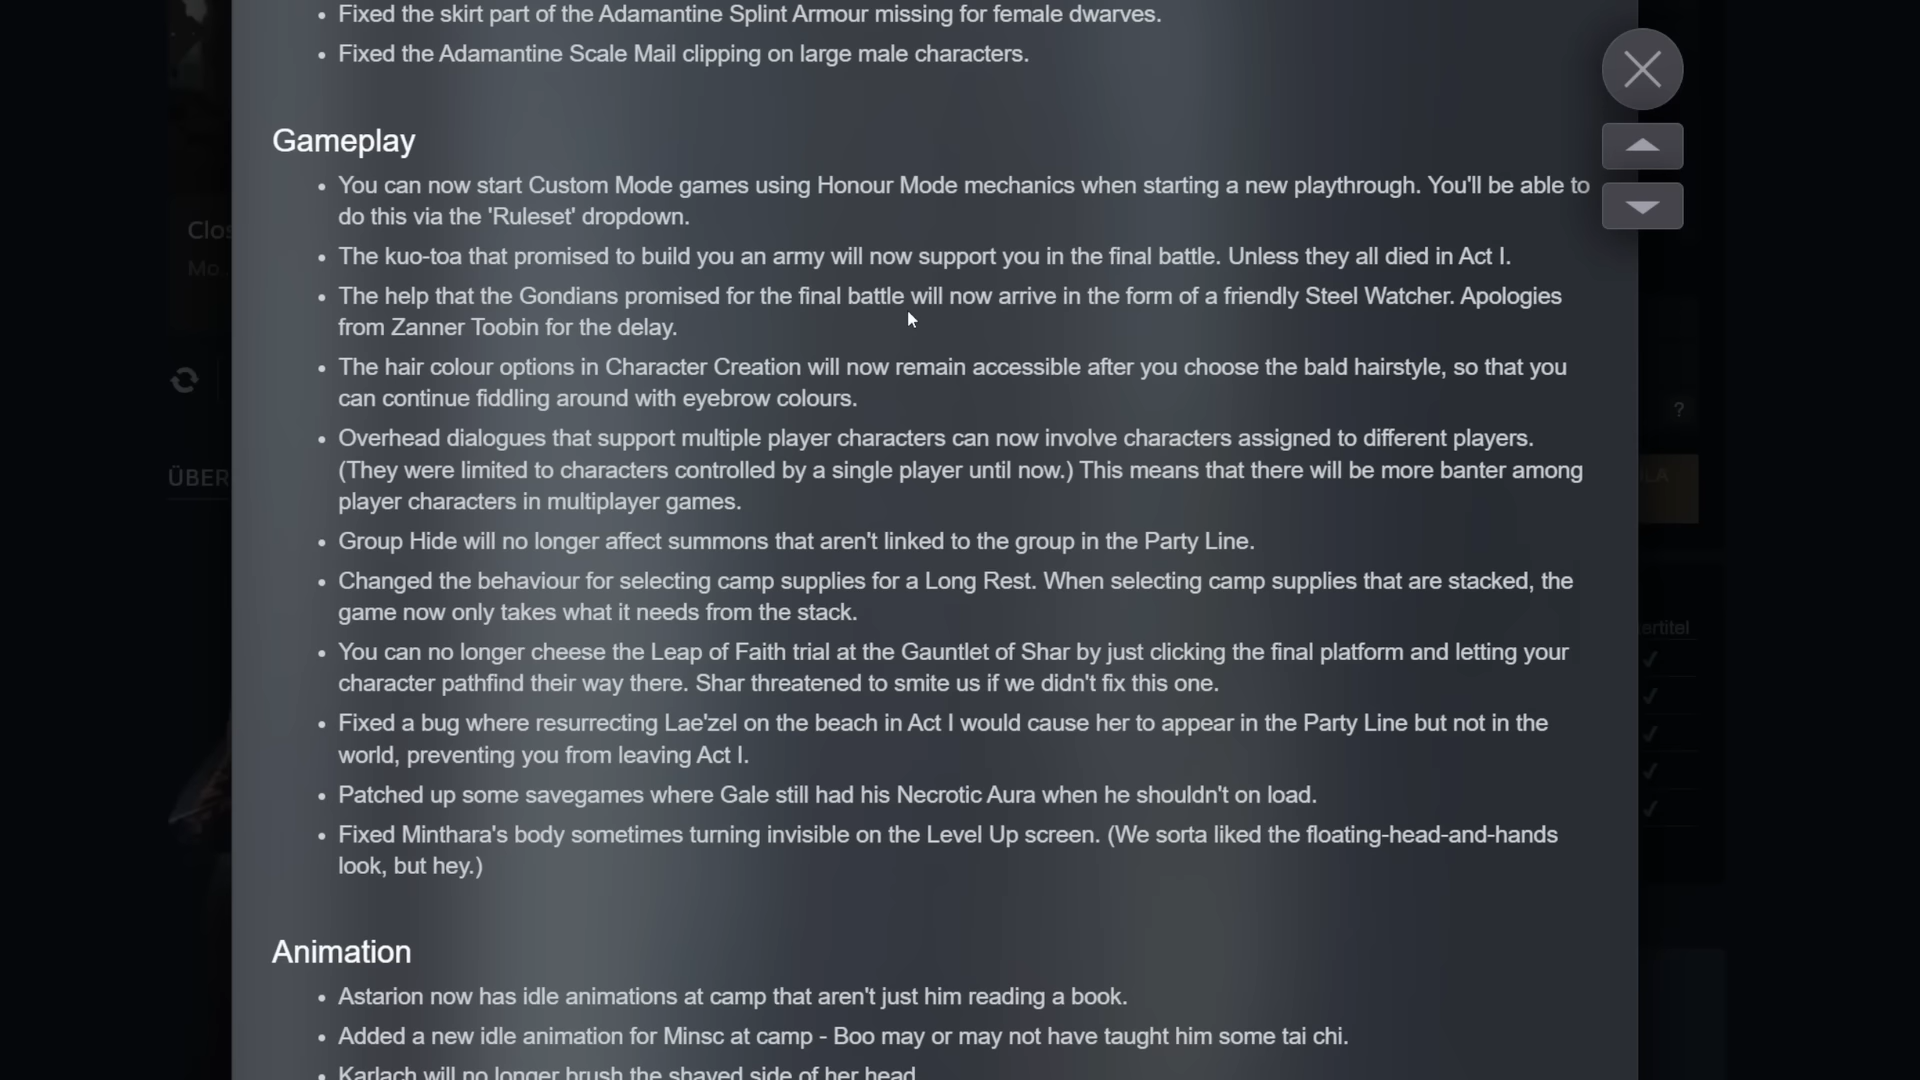 Fixed the skirt part of the Adamantine Splint Armour missing for female dwarves.
Fixed the Adamantine Scale Mail clipping on large male characters.
Gameplay
You can now start Custom Mode games using Honour Mode mechanics when starting a new playthrough. You'll be able to
do this via the 'Ruleset' dropdown.
The kuo-toa that promised to build you an army will now support you in the final battle. Unless they all died in Act I.
The help that the Gondians promised for the final battle will now arrive in the form of a friendly Steel Watcher. Apologies
from Zanner Toobin for the delay.
The hair colour options in Character Creation will now remain accessible after you choose the bald hairstyle, so that you
can continue fiddling around with eyebrow colours.
Overhead dialogues that support multiple player characters can now involve characters assigned to different players.
(They were limited to characters controlled by a single player until now.) This means that there will be more banter among
player characters in multiplayer games.
Group Hide will no longer affect summons that aren't linked to the group in the Party Line.
Changed the behaviour for selecting camp supplies for a Long Rest. When selecting camp supplies that are stacked, the
game now only takes what it needs from the stack.
You can no longer cheese the Leap of Faith trial at the Gauntlet of Shar by just clicking the final platform and letting your
character pathfind their way there. Shar threatened to smite us if we didn't fix this one.
Fixed a bug where resurrecting Lae'zel on the beach in Act I would cause her to appear in the Party Line but not in the
world, preventing you from leaving Act I.
Patched up some savegames where Gale still had his Necrotic Aura when he shouldn't on load.
Fixed Minthara's body sometimes turning invisible on the Level Up screen. (We sorta liked the floating-head-and-hands
look, but hey.)
Animation
Astarion now has idle animations at camp that aren't just him reading a book.
Added a new idle animation for Minsc at camp - Boo may or may not have taught him some tai chi.
Karlach will no longer brush the shaved side of her head
Clos
Mo...
ÜBER
?
LA
ertitel